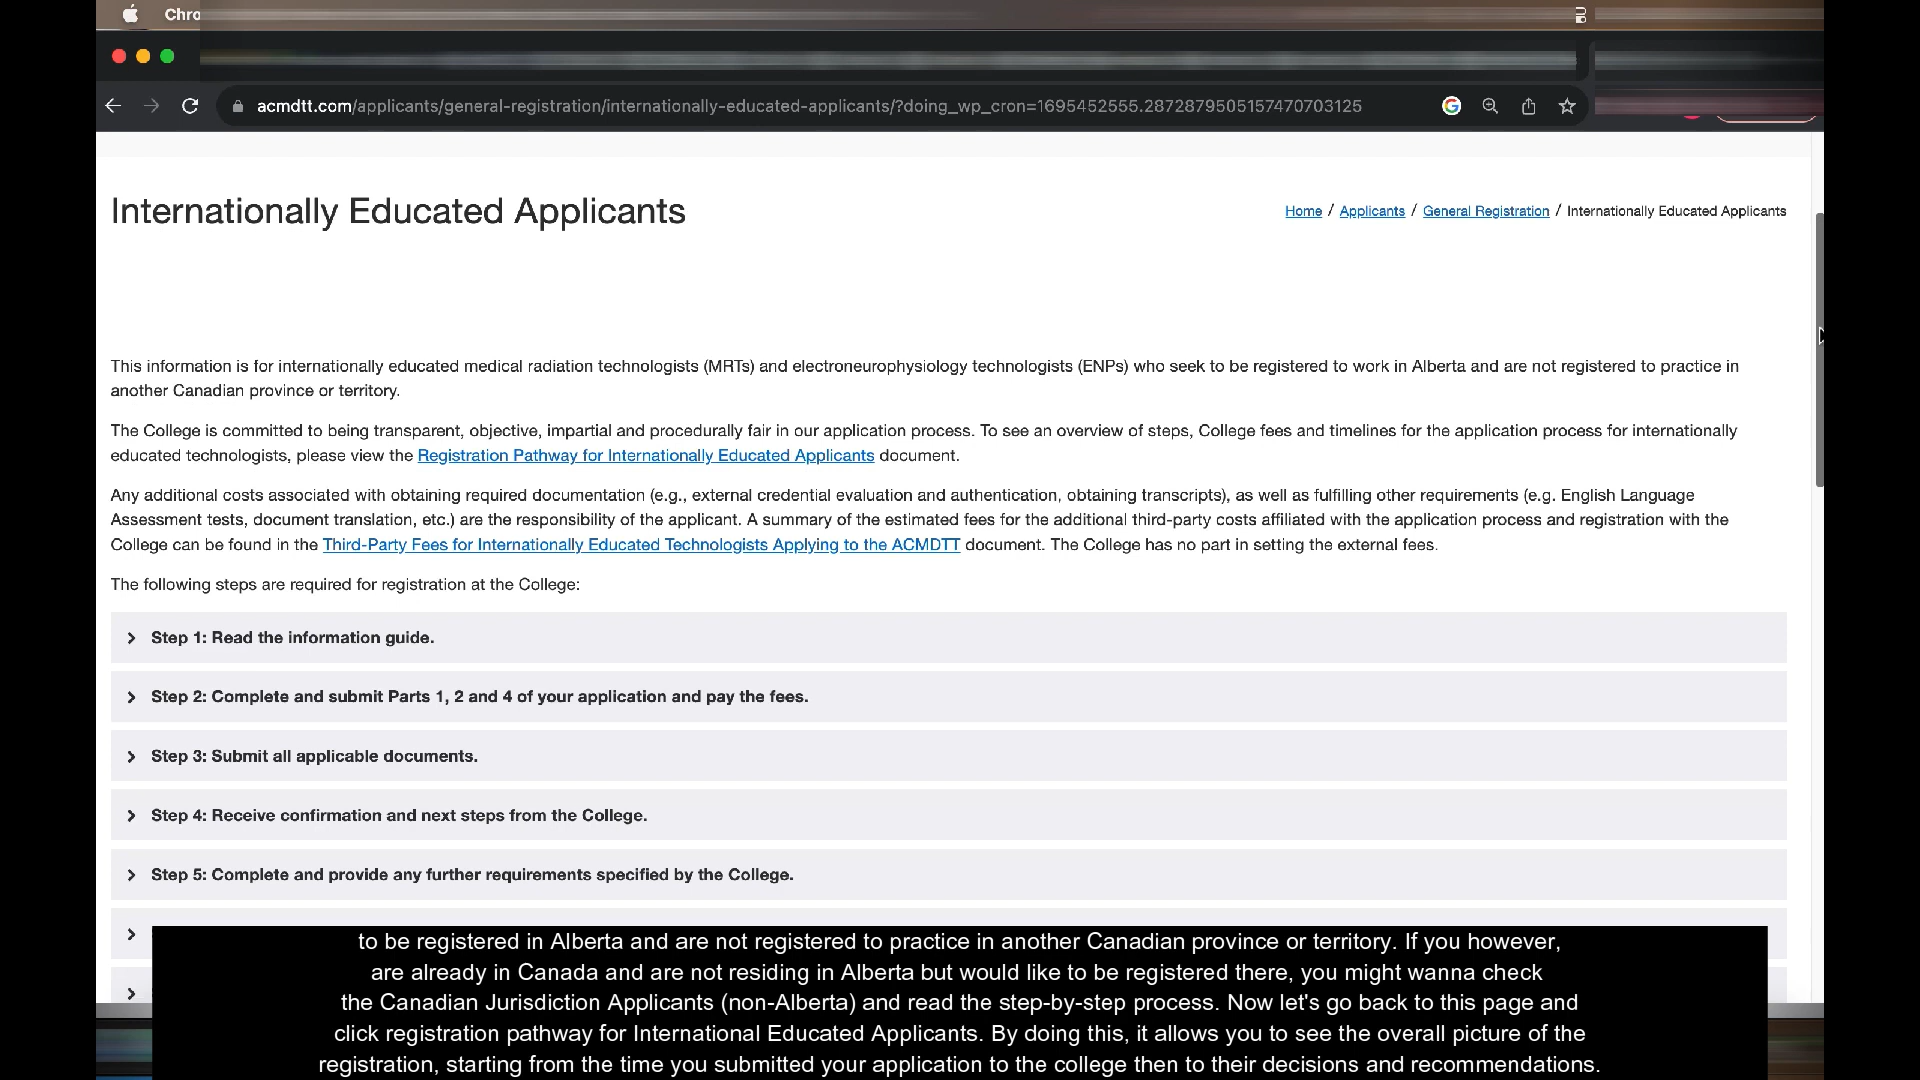 Chro
acmdtt.com/applicants/general-registration/internationally-educated-applicants/?doing_wp_cron=1695452555.2872879505157470703125
Internationally Educated Applicants
Home / Applicants / General Registration / Internationally Educated Applicants
This information is for internationally educated medical radiation technologists (MRTs) and electroneurophysiology technologists (ENPs) who seek to be registered to work in Alberta and are not registered to practice in
another Canadian province or territory.
The College is committed to being transparent, objective, impartial and procedurally fair in our application process. To see an overview of steps, College fees and timelines for the application process for internationally
educated technologists, please view the Registration Pathway for Internationally Educated Applicants document.
Any additional costs associated with obtaining required documentation (e.g., external credential evaluation and authentication, obtaining transcripts), as well as fulfilling other requirements (e.g. English Language
Assessment tests, document translation, etc.) are the responsibility of the applicant. A summary of the estimated fees for the additional third-party costs affiliated with the application process and registration with the
College can be found in the Third-Party Fees for Internationally Educated Technologists Applying to the ACMDTT document. The College has no part in setting the external fees.
The following steps are required for registration at the College:
Step 1: Read the information guide.
Step 2: Complete and submit Parts 1, 2 and 4 of your application and pay the fees.
Step 3: Submit all applicable documents.
Step 4: Receive confirmation and next steps from the College.
Step 5: Complete and provide any further requirements specified by the College.
to be registered in Alberta and are not registered to practice in another Canadian province or territory. If you however,
are already in Canada and are not residing in Alberta but would like to be registered there, you might wanna check
the Canadian Jurisdiction Applicants (non-Alberta) and read the step-by-step process. Now let's go back to this page and
click registration pathway for International Educated Applicants. By doing this, it allows you to see the overall picture of the
registration, starting from the time you submitted your application to the college then to their decisions and recommendations.